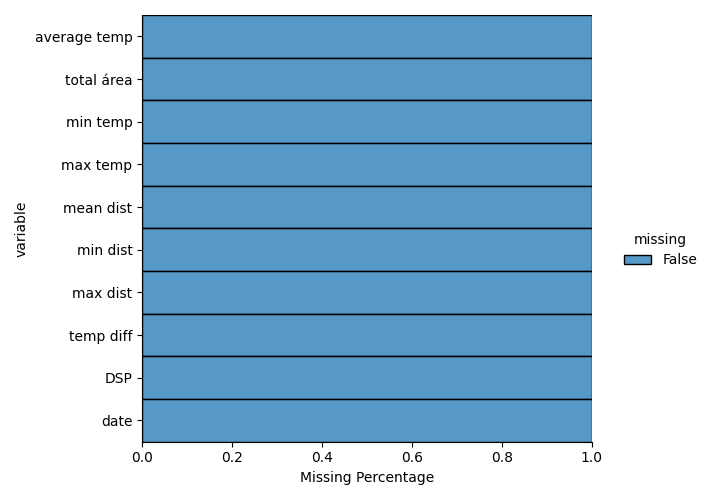 average temp
total área
min temp
max temp
mean dist
min dist
max dist
temp diff
DSP
date
variable
0.0 0.2 0.4 0.6 0.8 1.0
Missing Percentage
missing
False